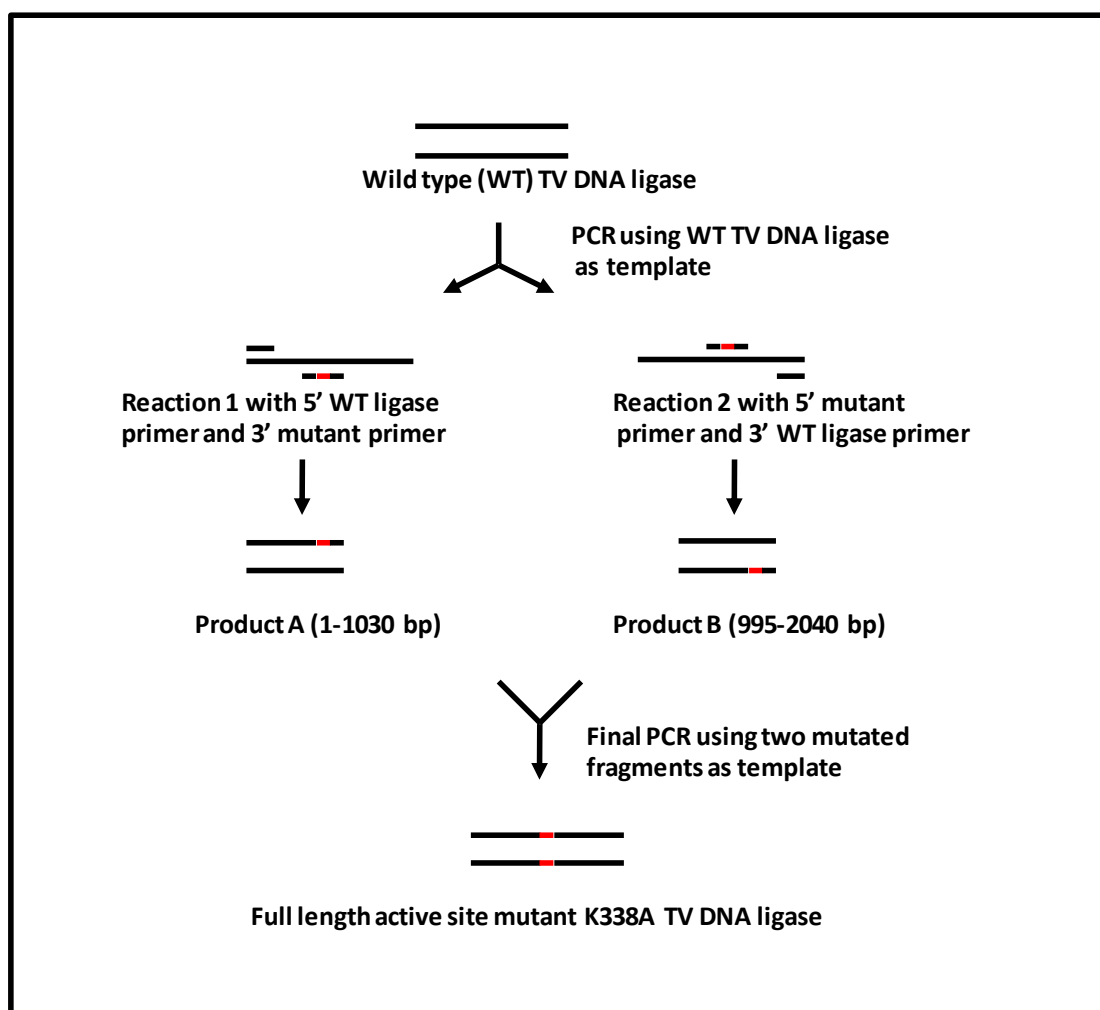 Wild type (WT) TV DNA ligase
PCR using WT TV DNA ligase
as template
Reaction 1 with 5’ WT ligase
primer and 3’ mutant primer
Reaction 2 with 5’ mutant
primer and 3’ WT ligase primer
Product A (1-1030 bp)
Product B (995-2040 bp)
Final PCR using two mutated
fragments as template
Full length active site mutant K338A TV DNA ligase